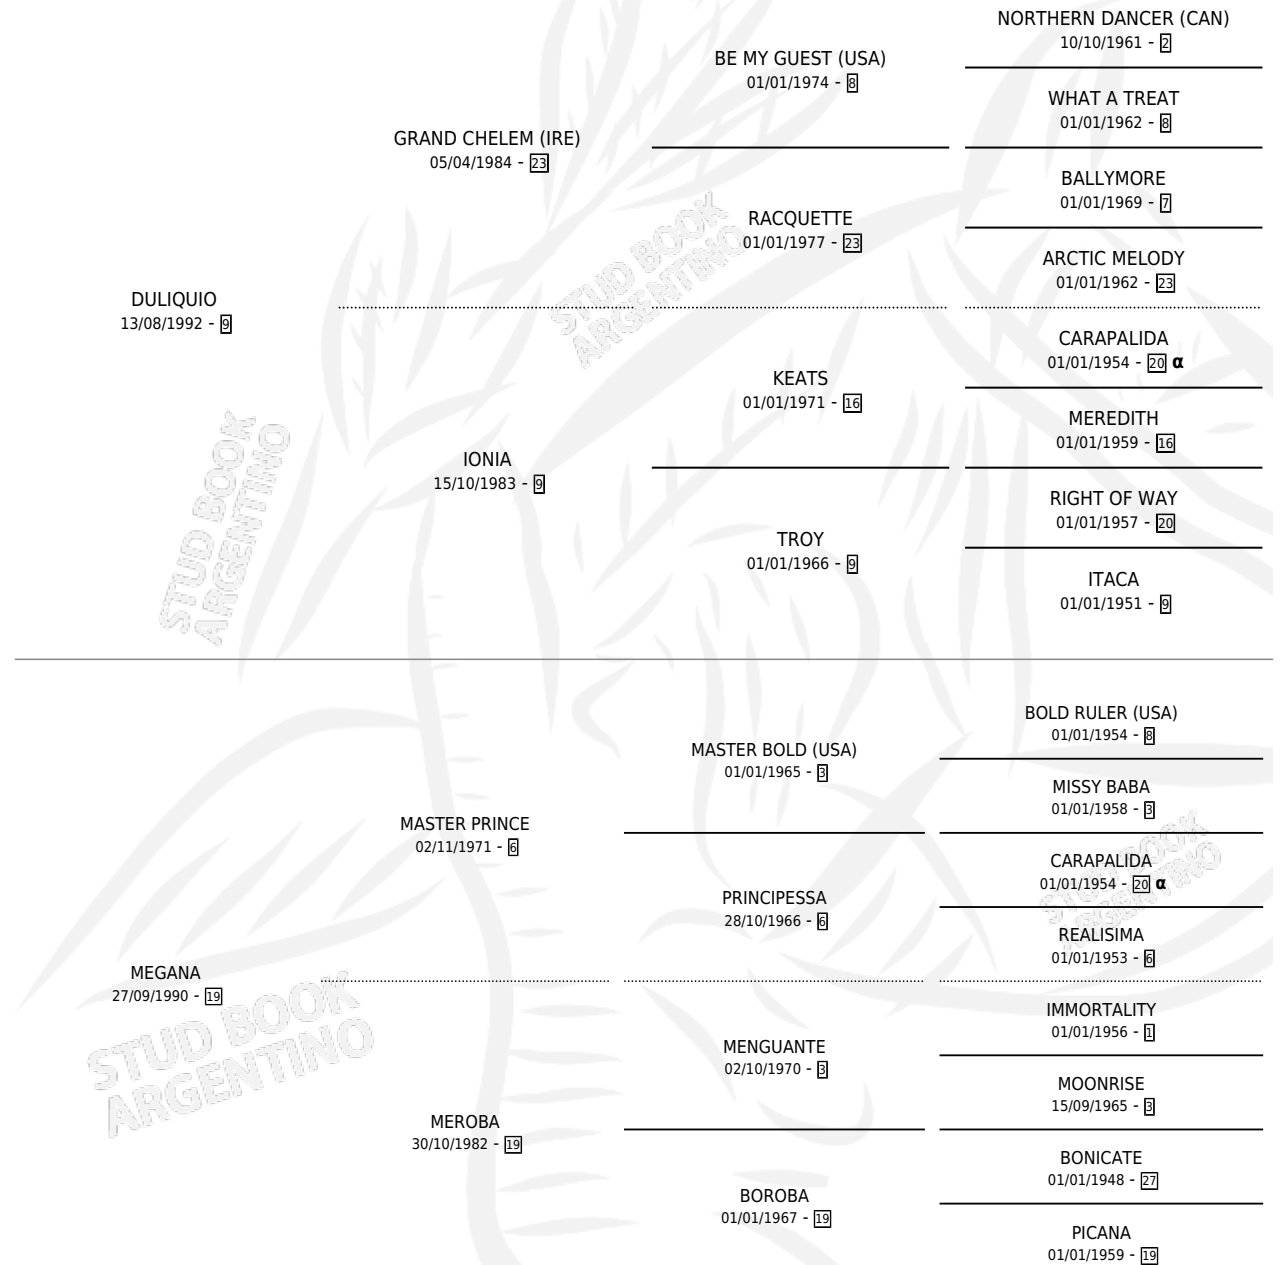 NORTHERN DANCER (CAN)
10/10/1961 - 2
BE MY GUEST (USA)
01/01/1974 - 8
WHAT A TREAT
01/01/1962 - 8
GRAND CHELEM (IRE)
05/04/1984 - 23
BALLYMORE
01/01/1969 - 7
RACQUETTE
01/01/1977 - 23
ARCTIC MELODY
01/01/1962 - 23
DULIQUIO
13/08/1992 - 9
CARAPALIDA
01/01/1954 - 20 α
KEATS
01/01/1971 - 16
MEREDITH
01/01/1959 - 16
IONIA
15/10/1983 - 9
RIGHT OF WAY
01/01/1957 - 20
TROY
01/01/1966 - 9
ITACA
01/01/1951 - 9
BOLD RULER (USA)
01/01/1954 - 8
MASTER BOLD (USA)
01/01/1965 - 3
MISSY BABA
01/01/1958 - 3
MASTER PRINCE
02/11/1971 - 6
CARAPALIDA
01/01/1954 - 20 α
PRINCIPESSA
28/10/1966 - 6
REALISIMA
01/01/1953 - 6
MEGANA
27/09/1990 - 19
IMMORTALITY
01/01/1956 - 1
MENGUANTE
02/10/1970 - 3
MOONRISE
15/09/1965 - 3
MEROBA
30/10/1982 - 19
BONICATE
01/01/1948 - 27
BOROBA
01/01/1967 - 19
PICANA
01/01/1959 - 19
STUD BOOK
ARGENTINO
STUD BOOK
ARGENTINO
STUD BOOK
ARGENTINO
STUD BOOK
ARGENTINO